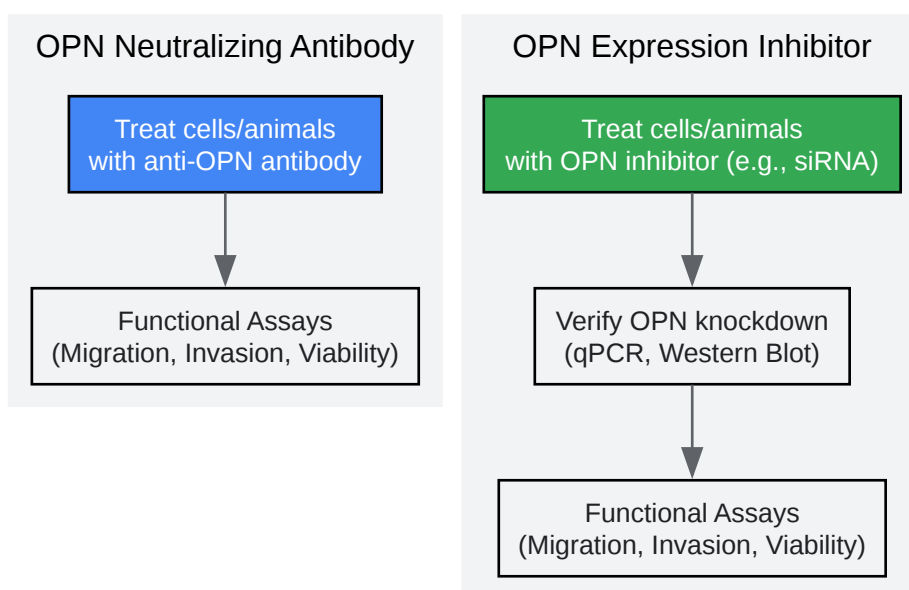 OPN Neutralizing Antibody
Treat cells/animals
with anti-OPN antibody
Functional Assays
(Migration, Invasion, Viability)
OPN Expression Inhibitor
Treat cells/animals
with OPN inhibitor (e.g., siRNA)
Verify OPN knockdown
(qPCR, Western Blot)
Functional Assays
(Migration, Invasion, Viability)